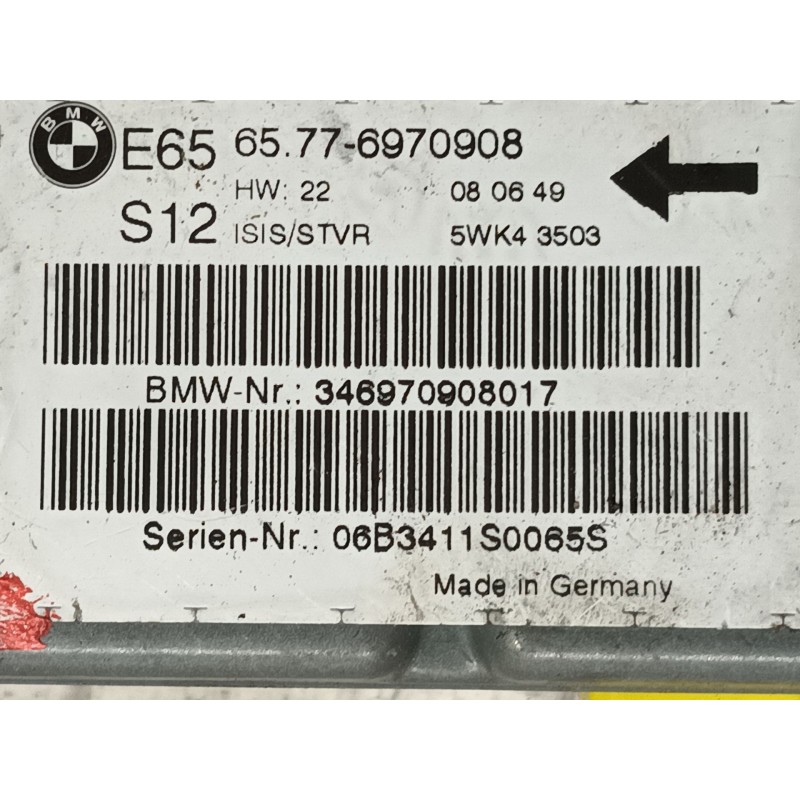 BMW E65 65.77-6970908
HW: 22 08 06 49
S12 ISIS/STVR 5WK4 3503
BMW-Nr.: 346970908017
Serien-Nr.: 06B3411S0065S
Made in Germany